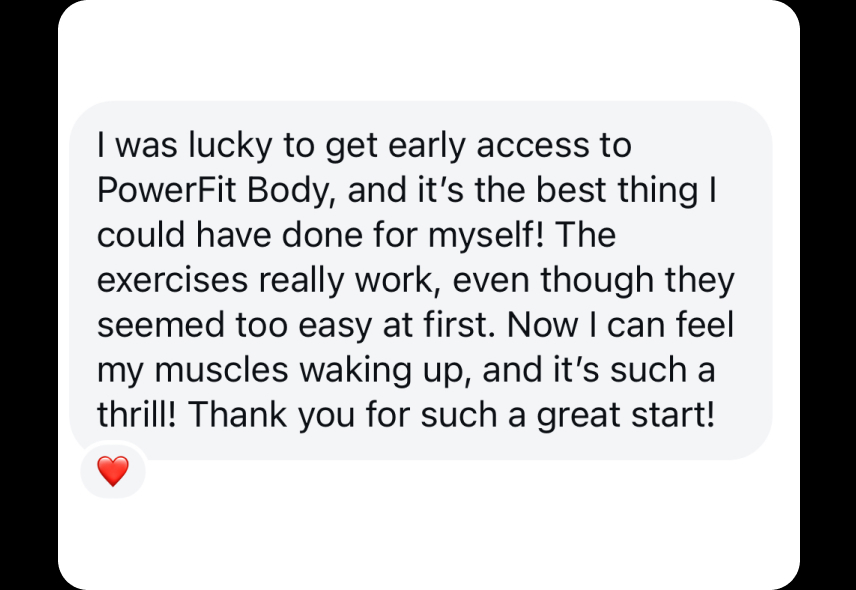 I was lucky to get early access to
PowerFit Body, and it’s the best thing I
could have done for myself! The
exercises really work, even though they
seemed too easy at first. Now I can feel
my muscles waking up, and it’s such a
thrill! Thank you for such a great start!